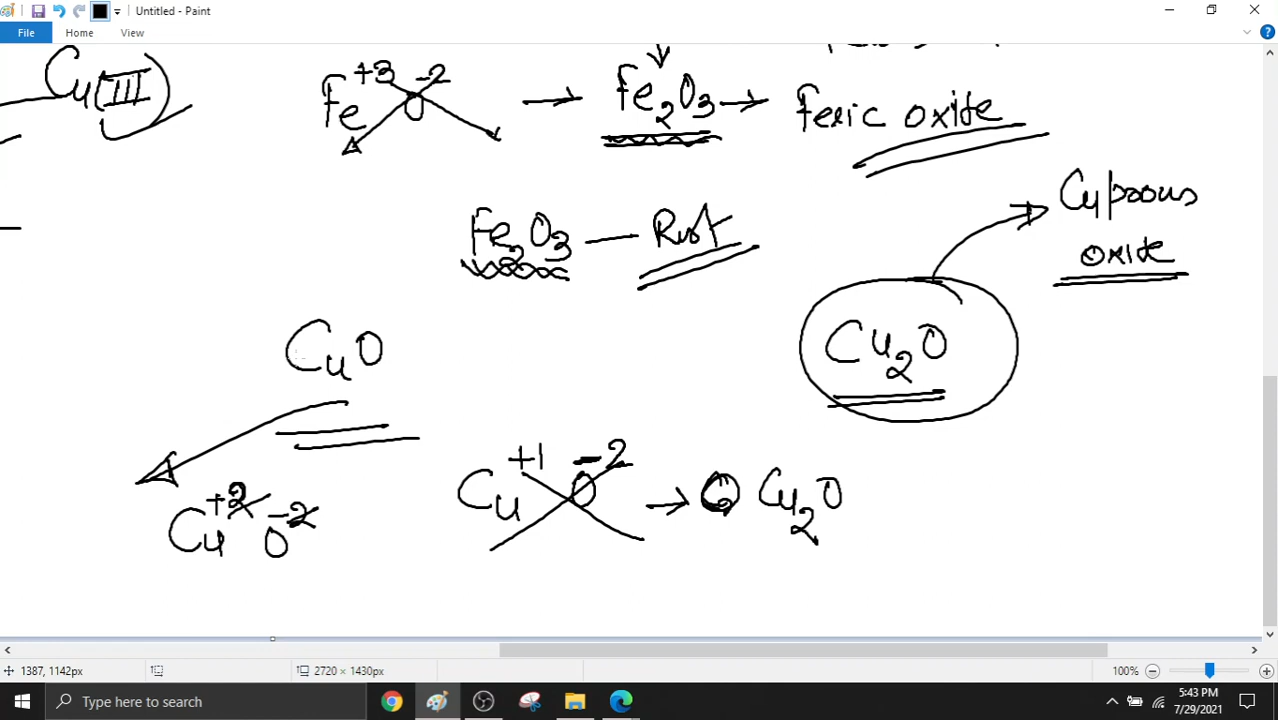 Untitled - Paint
File Home View
Cu(III)
Fe +3 O -2 → Fe2O3 → Feric oxide
Fe2O3 — Rust
Cuprous
oxide
CuO
Cu2O
Cu +2 O -2
Cu +1 O -2 → Cu2O
1387, 1142px
2720 × 1430px
100%
Type here to search
5:43 PM
7/29/2021